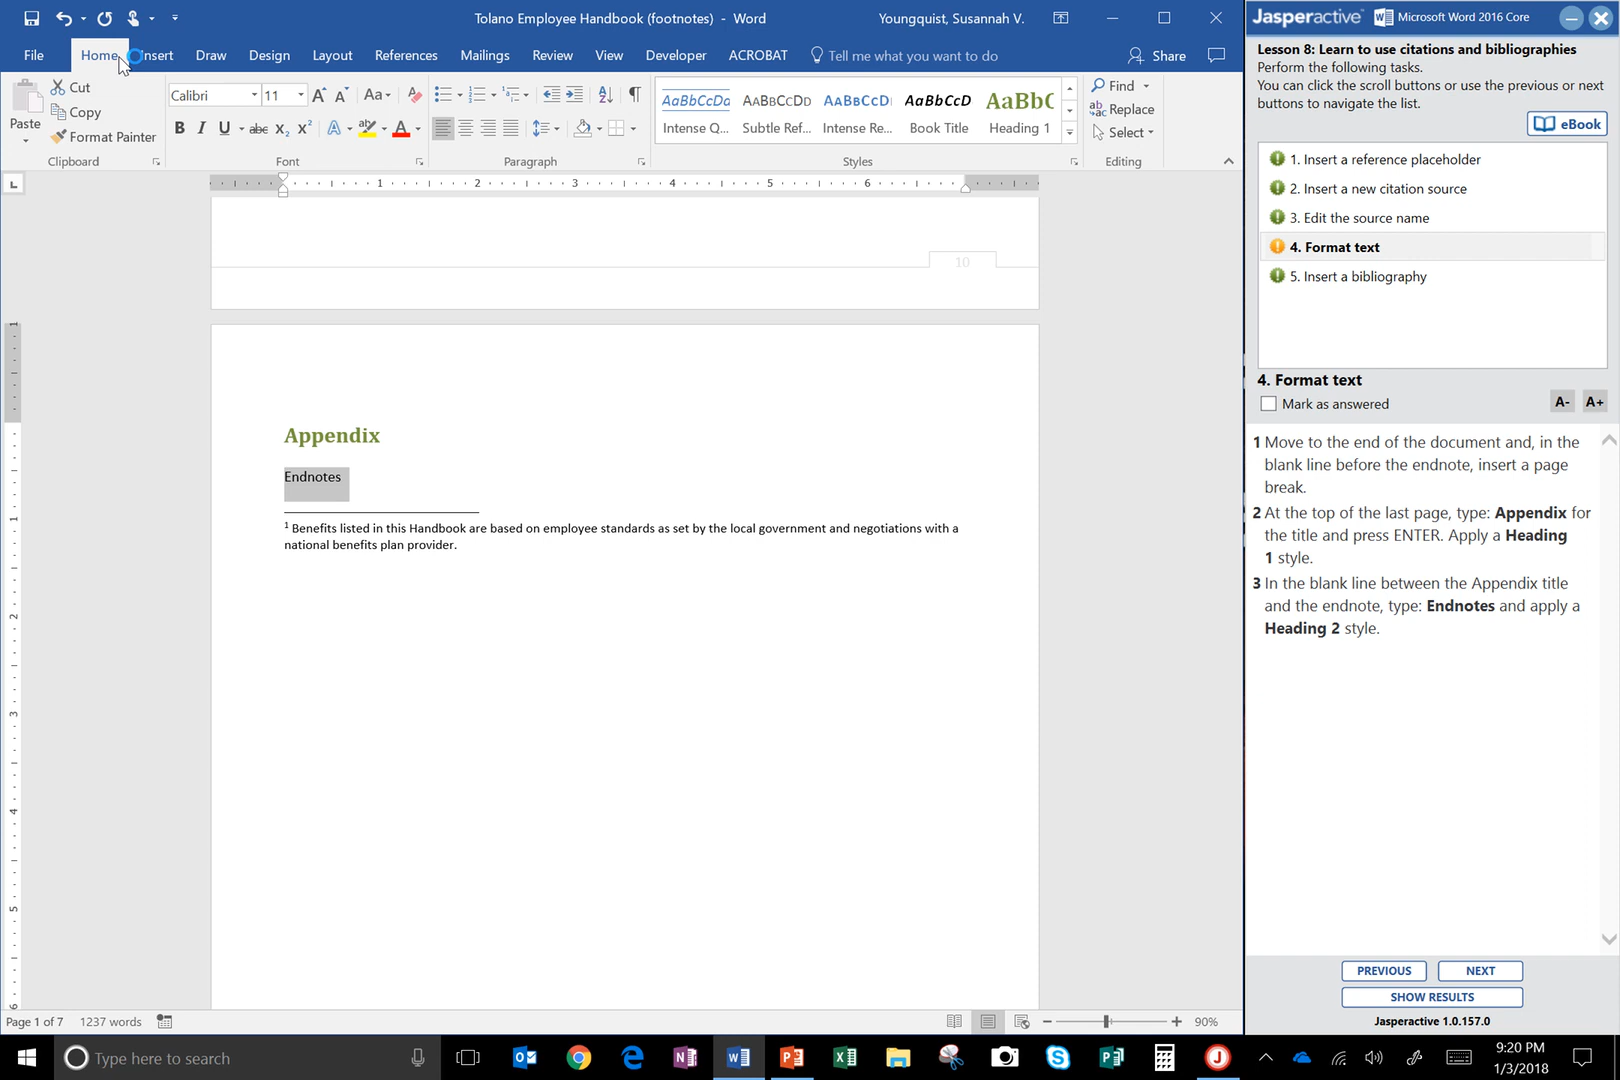 Tolano Employee Handbook (footnotes) - Word
Youngquist, Susannah V.
File Home Insert Draw Design Layout References Mailings Review View Developer ACROBAT Tell me what you want to do Share
Paste
Cut
Copy
Format Painter
Clipboard
Calibri 11
Font
Paragraph
AaBbCcDd AaBbCcDd AaBbCcD AaBbCcD AaBbC
Intense Q... Subtle Ref... Intense Re... Book Title Heading 1
Styles
Find
Replace
Select
Editing
1 2 3 4 5 6
10
Appendix
Endnotes
1 Benefits listed in this Handbook are based on employee standards as set by the local government and negotiations with a
national benefits plan provider.
Page 1 of 7 1237 words 90%
Jasperactive Microsoft Word 2016 Core
Lesson 8: Learn to use citations and bibliographies
Perform the following tasks.
You can click the scroll buttons or use the previous or next
buttons to navigate the list.
eBook
1. Insert a reference placeholder
2. Insert a new citation source
3. Edit the source name
4. Format text
5. Insert a bibliography
4. Format text
Mark as answered A- A+
1 Move to the end of the document and, in the
blank line before the endnote, insert a page
break.
2 At the top of the last page, type: Appendix for
the title and press ENTER. Apply a Heading
1 style.
3 In the blank line between the Appendix title
and the endnote, type: Endnotes and apply a
Heading 2 style.
PREVIOUS NEXT
SHOW RESULTS
Jasperactive 1.0.157.0
Type here to search
9:20 PM
1/3/2018